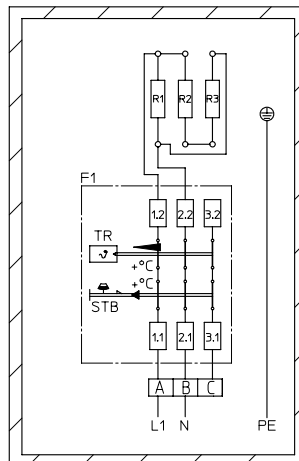 R1 R2 R3
F1
1.2 2.2 3.2
TR
+°C
+°C
STB
1.1 2.1 3.1
A B C
L1 N PE